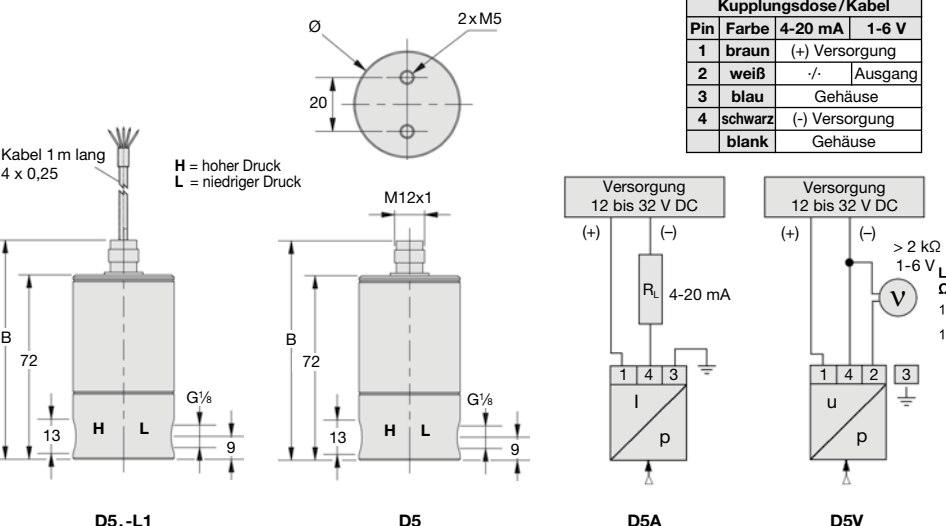 Kupplungsdose/Kabel
Pin Farbe 4-20 mA 1-6 V
1 braun (+) Versorgung
2 weiß ·/· Ausgang
3 blau Gehäuse
4 schwarz (-) Versorgung
blank Gehäuse
Ø
2xM5
20
Kabel 1m lang
4 x 0,25
H = hoher Druck
L = niedriger Druck
B
72
13
H L
G⅛
9
D5.-L1
M12x1
B
72
13
H L
G⅛
9
D5
Versorgung
12 bis 32 V DC
(+) (–)
RL 4-20 mA
1 4 3
I
p
D5A
Versorgung
12 bis 32 V DC
(+) (–)
> 2 kΩ
1-6 V
V
1 4 2 3
u
p
D5V
L
1
1